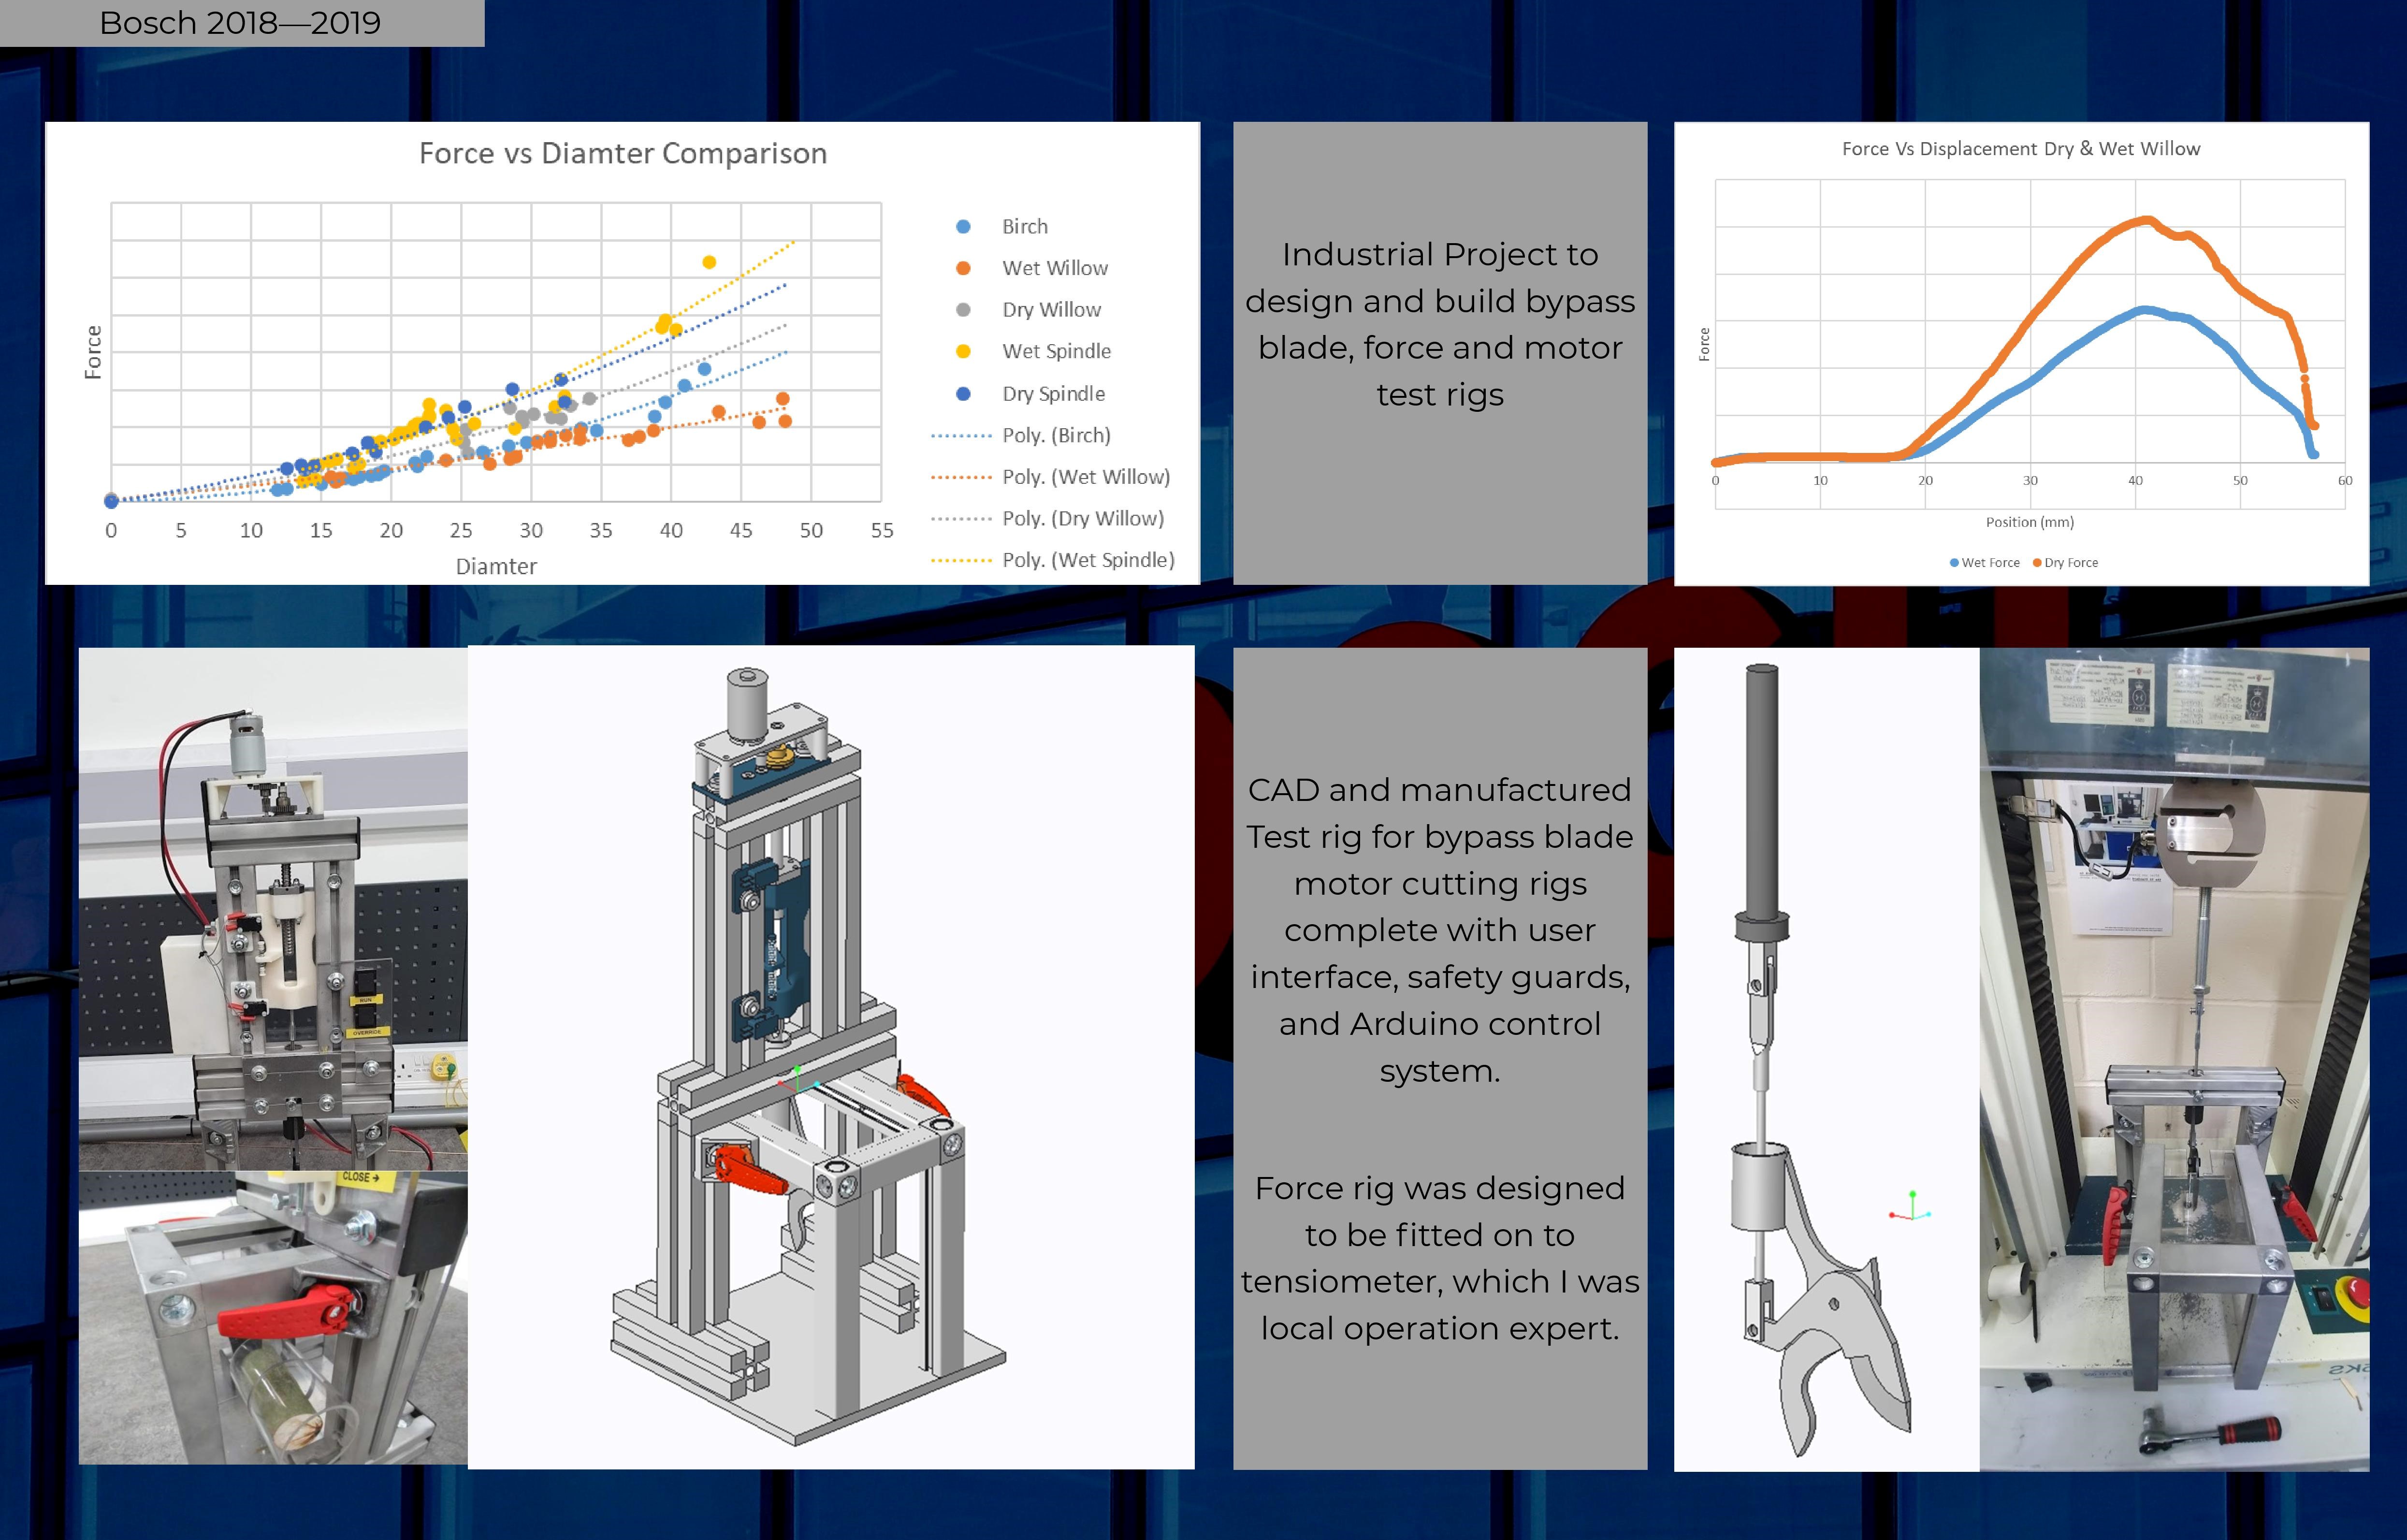 Bosch 2018—2019
Force vs Diamter Comparison
Force
0 5 10 15 20 25 30 35 40 45 50 55
Diamter
Birch
Wet Willow
Dry Willow
Wet Spindle
Dry Spindle
Poly. (Birch)
Poly. (Wet Willow)
Poly. (Dry Willow)
Poly. (Wet Spindle)
Industrial Project to
design and build bypass
blade, force and motor
test rigs
Force Vs Displacement Dry & Wet Willow
Force
0 10 20 30 40 50 60
Position (mm)
Wet Force Dry Force
RUN
OVERRIDE
CLOSE →
CAD and manufactured
Test rig for bypass blade
motor cutting rigs
complete with user
interface, safety guards,
and Arduino control
system.
Force rig was designed
to be fitted on to
tensiometer, which I was
local operation expert.